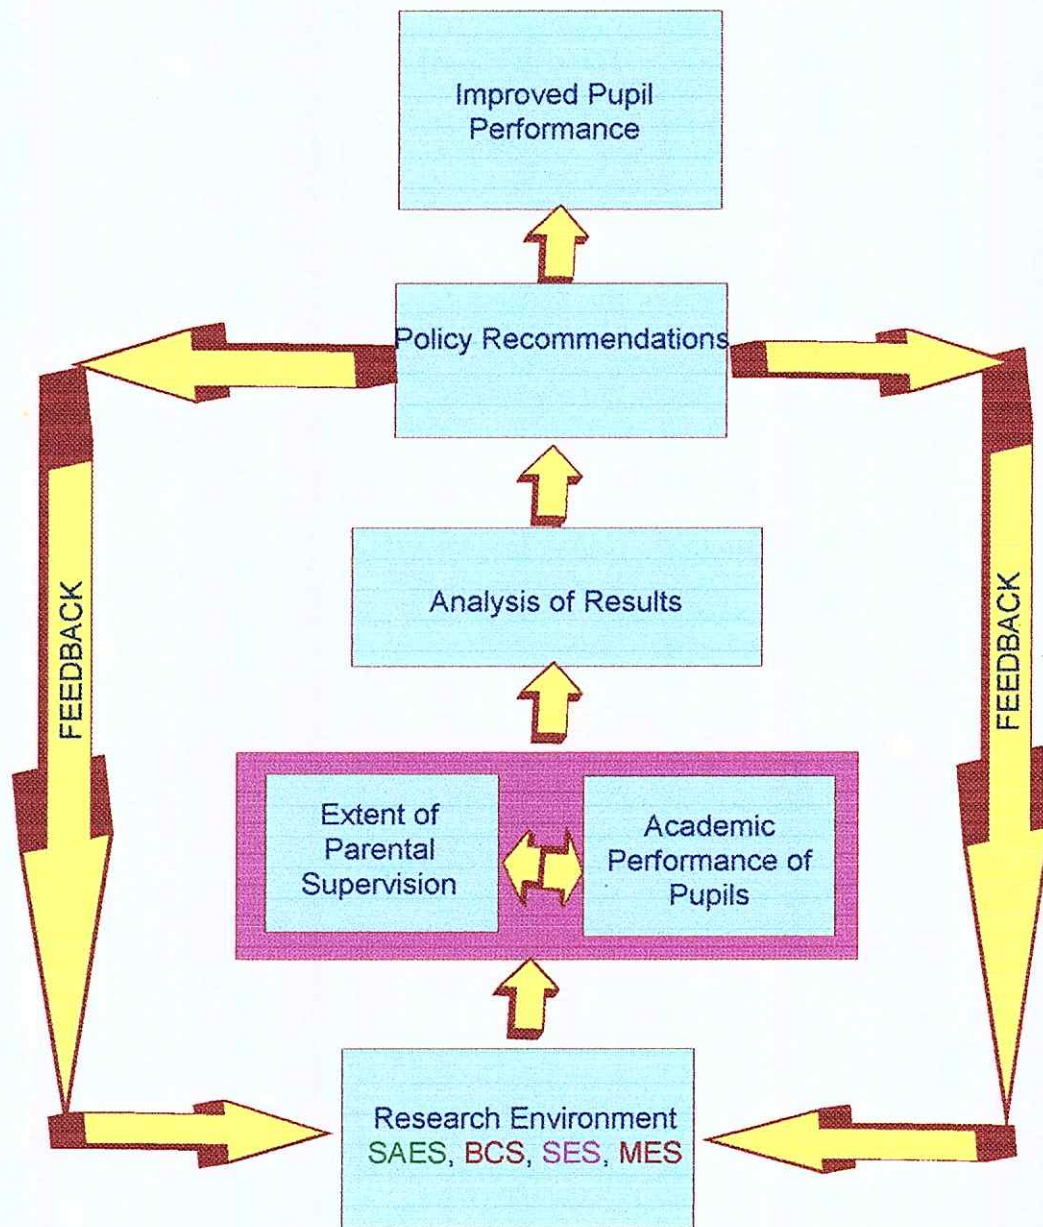 Improved Pupil
Performance
Policy Recommendations
Analysis of Results
FEEDBACK
FEEDBACK
Extent of
Parental
Supervision
Academic
Performance of
Pupils
Research Environment
SAES, BCS, SES, MES